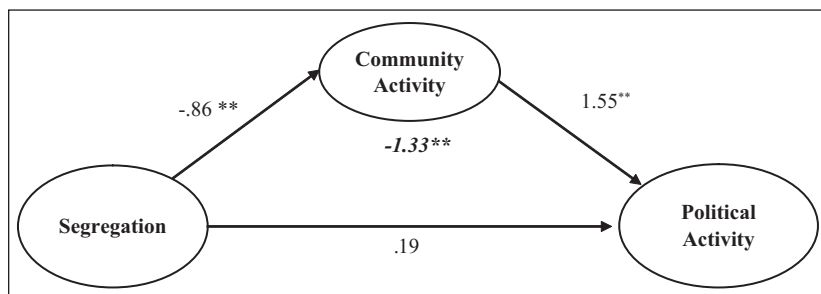 Community
Activity
-.86 **
1.55**
-1.33**
Segregation
Political
Activity
.19